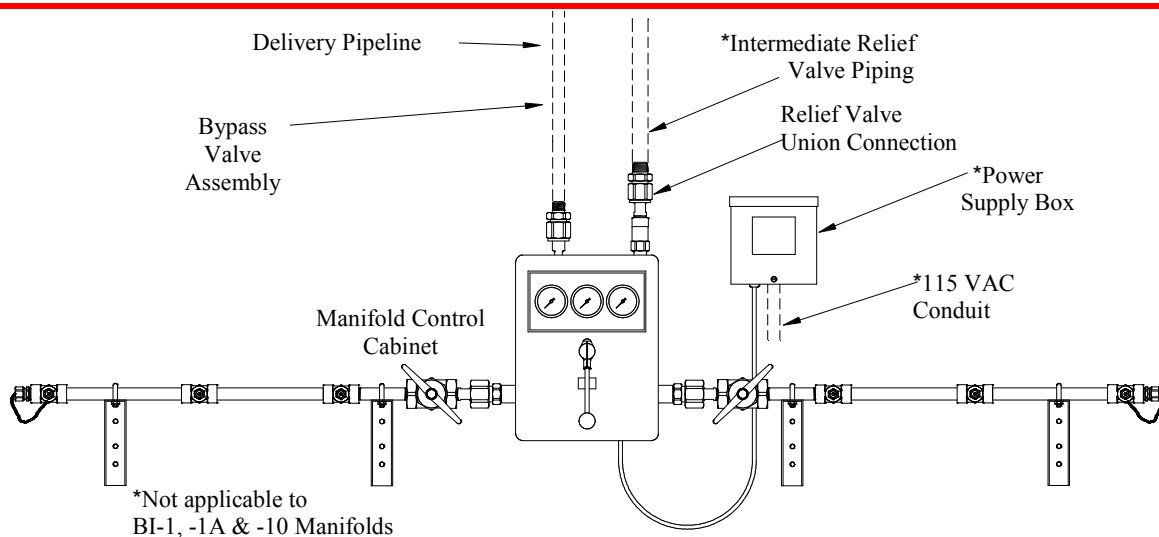 Delivery Pipeline
*Intermediate Relief
Valve Piping
Bypass
Valve
Assembly
Relief Valve
Union Connection
*Power
Supply Box
*115 VAC
Conduit
Manifold Control
Cabinet
*Not applicable to
BI-1, -1A & -10 Manifolds